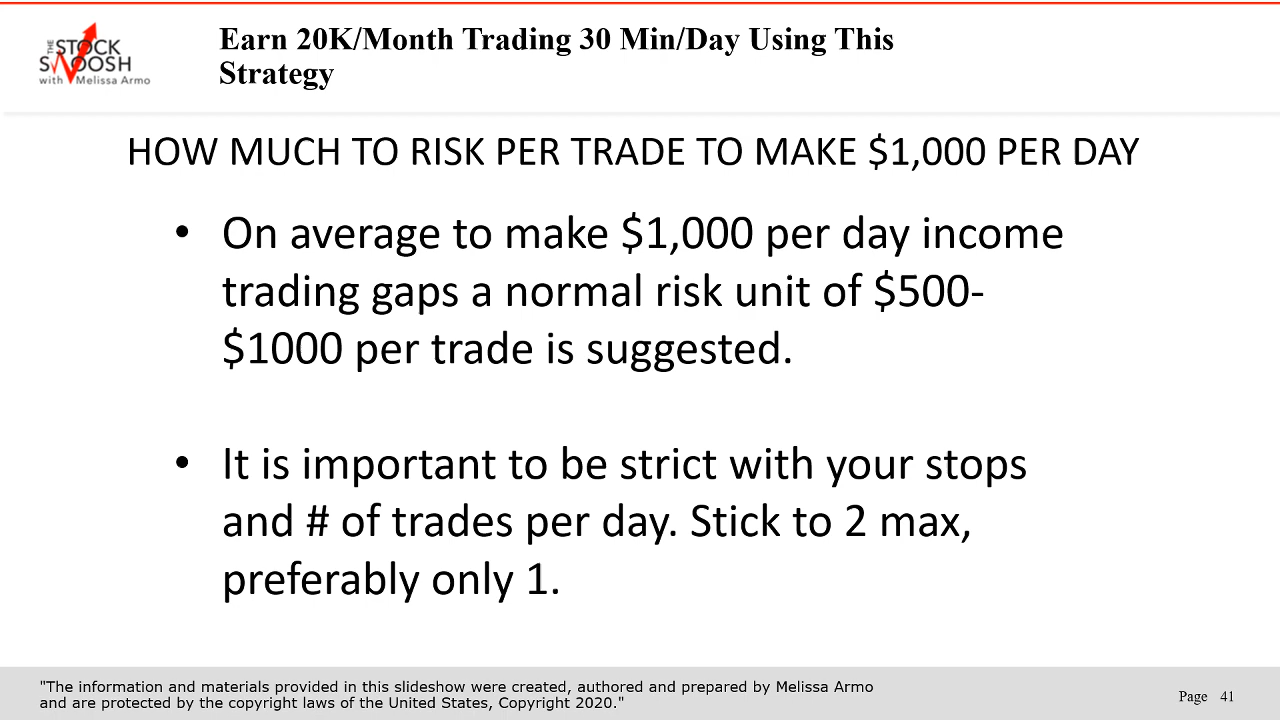 THE
STOCK
SWOOSH
with Melissa Armo
Earn 20K/Month Trading 30 Min/Day Using This
Strategy
HOW MUCH TO RISK PER TRADE TO MAKE $1,000 PER DAY
• On average to make $1,000 per day income
trading gaps a normal risk unit of $500-
$1000 per trade is suggested.
• It is important to be strict with your stops
and # of trades per day. Stick to 2 max,
preferably only 1.
"The information and materials provided in this slideshow were created, authored and prepared by Melissa Armo
and are protected by the copyright laws of the United States, Copyright 2020."
Page 41